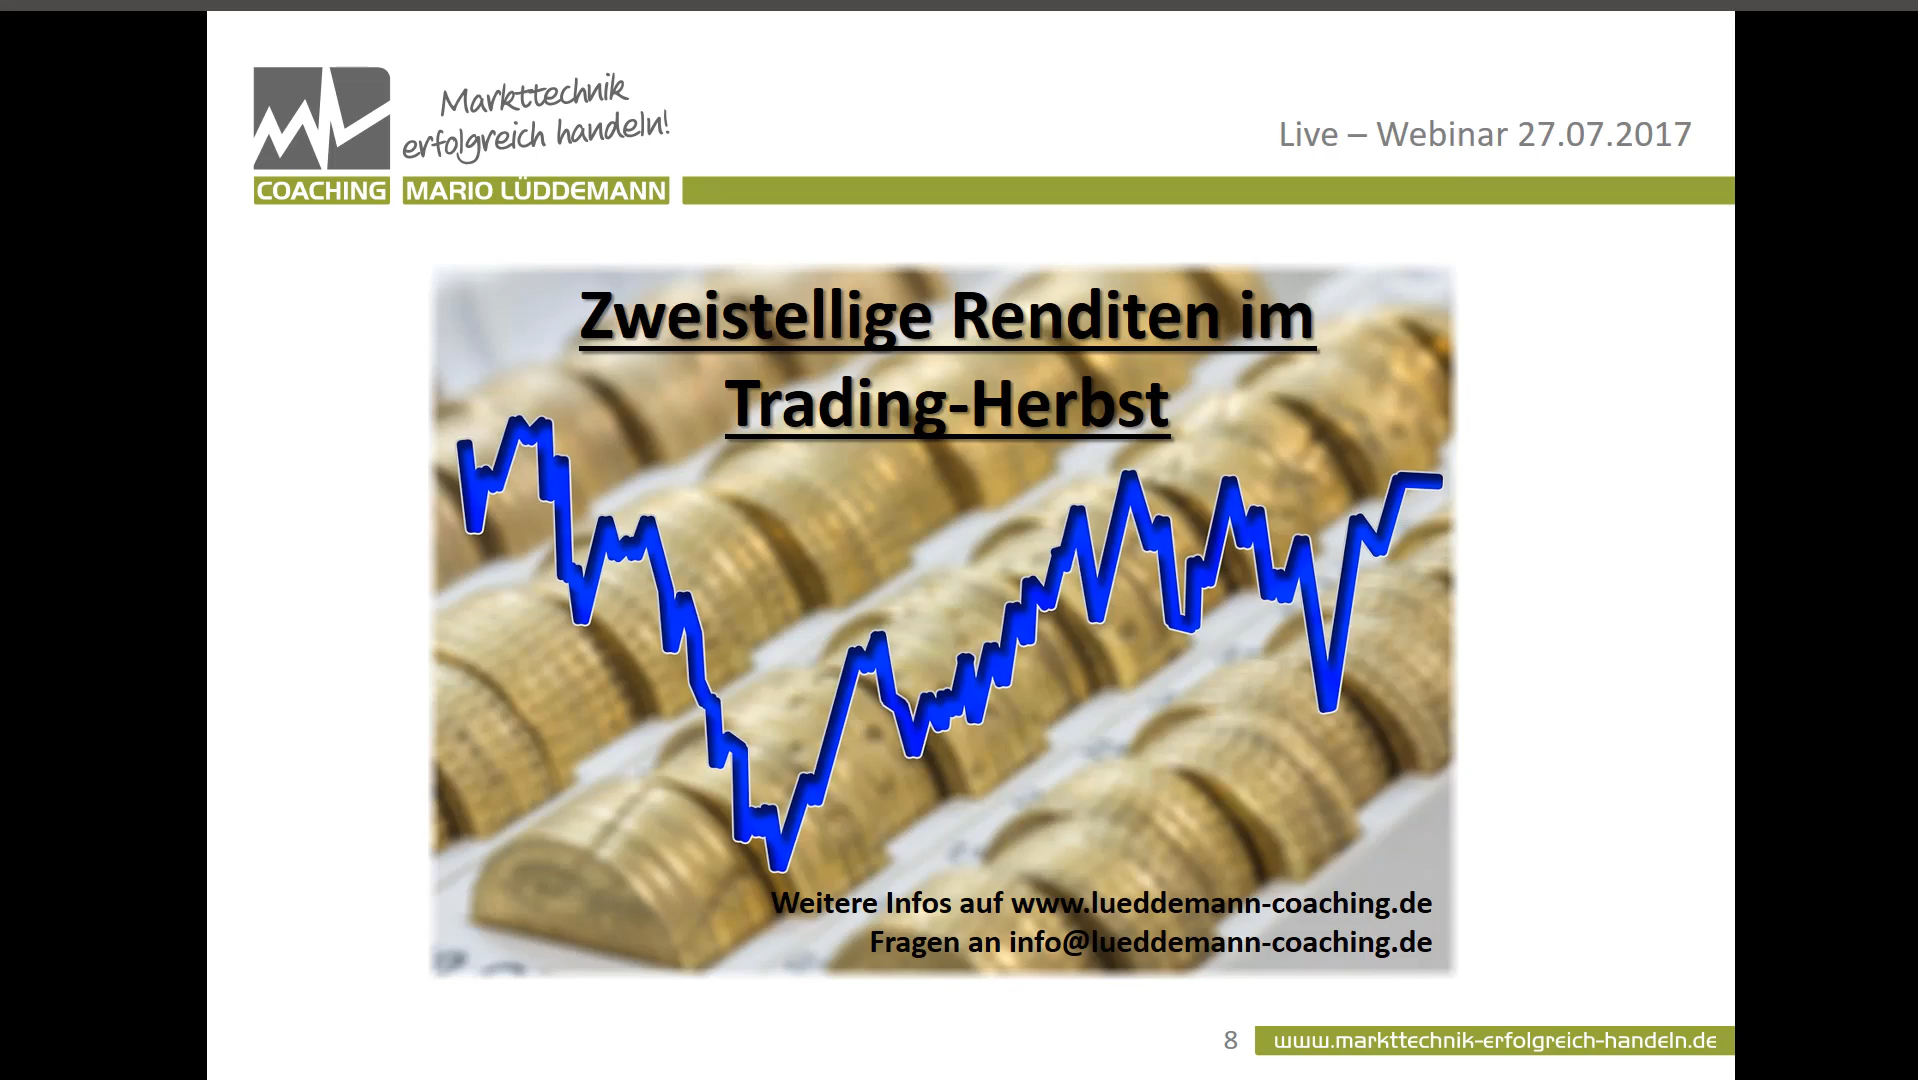 Markttechnik
erfolgreich handeln!
COACHING MARIO LÜDDEMANN
Live – Webinar 27.07.2017
Zweistellige Renditen im
Trading-Herbst
Weitere Infos auf www.lueddemann-coaching.de
Fragen an info@lueddemann-coaching.de
8
www.markttechnik-erfolgreich-handeln.de